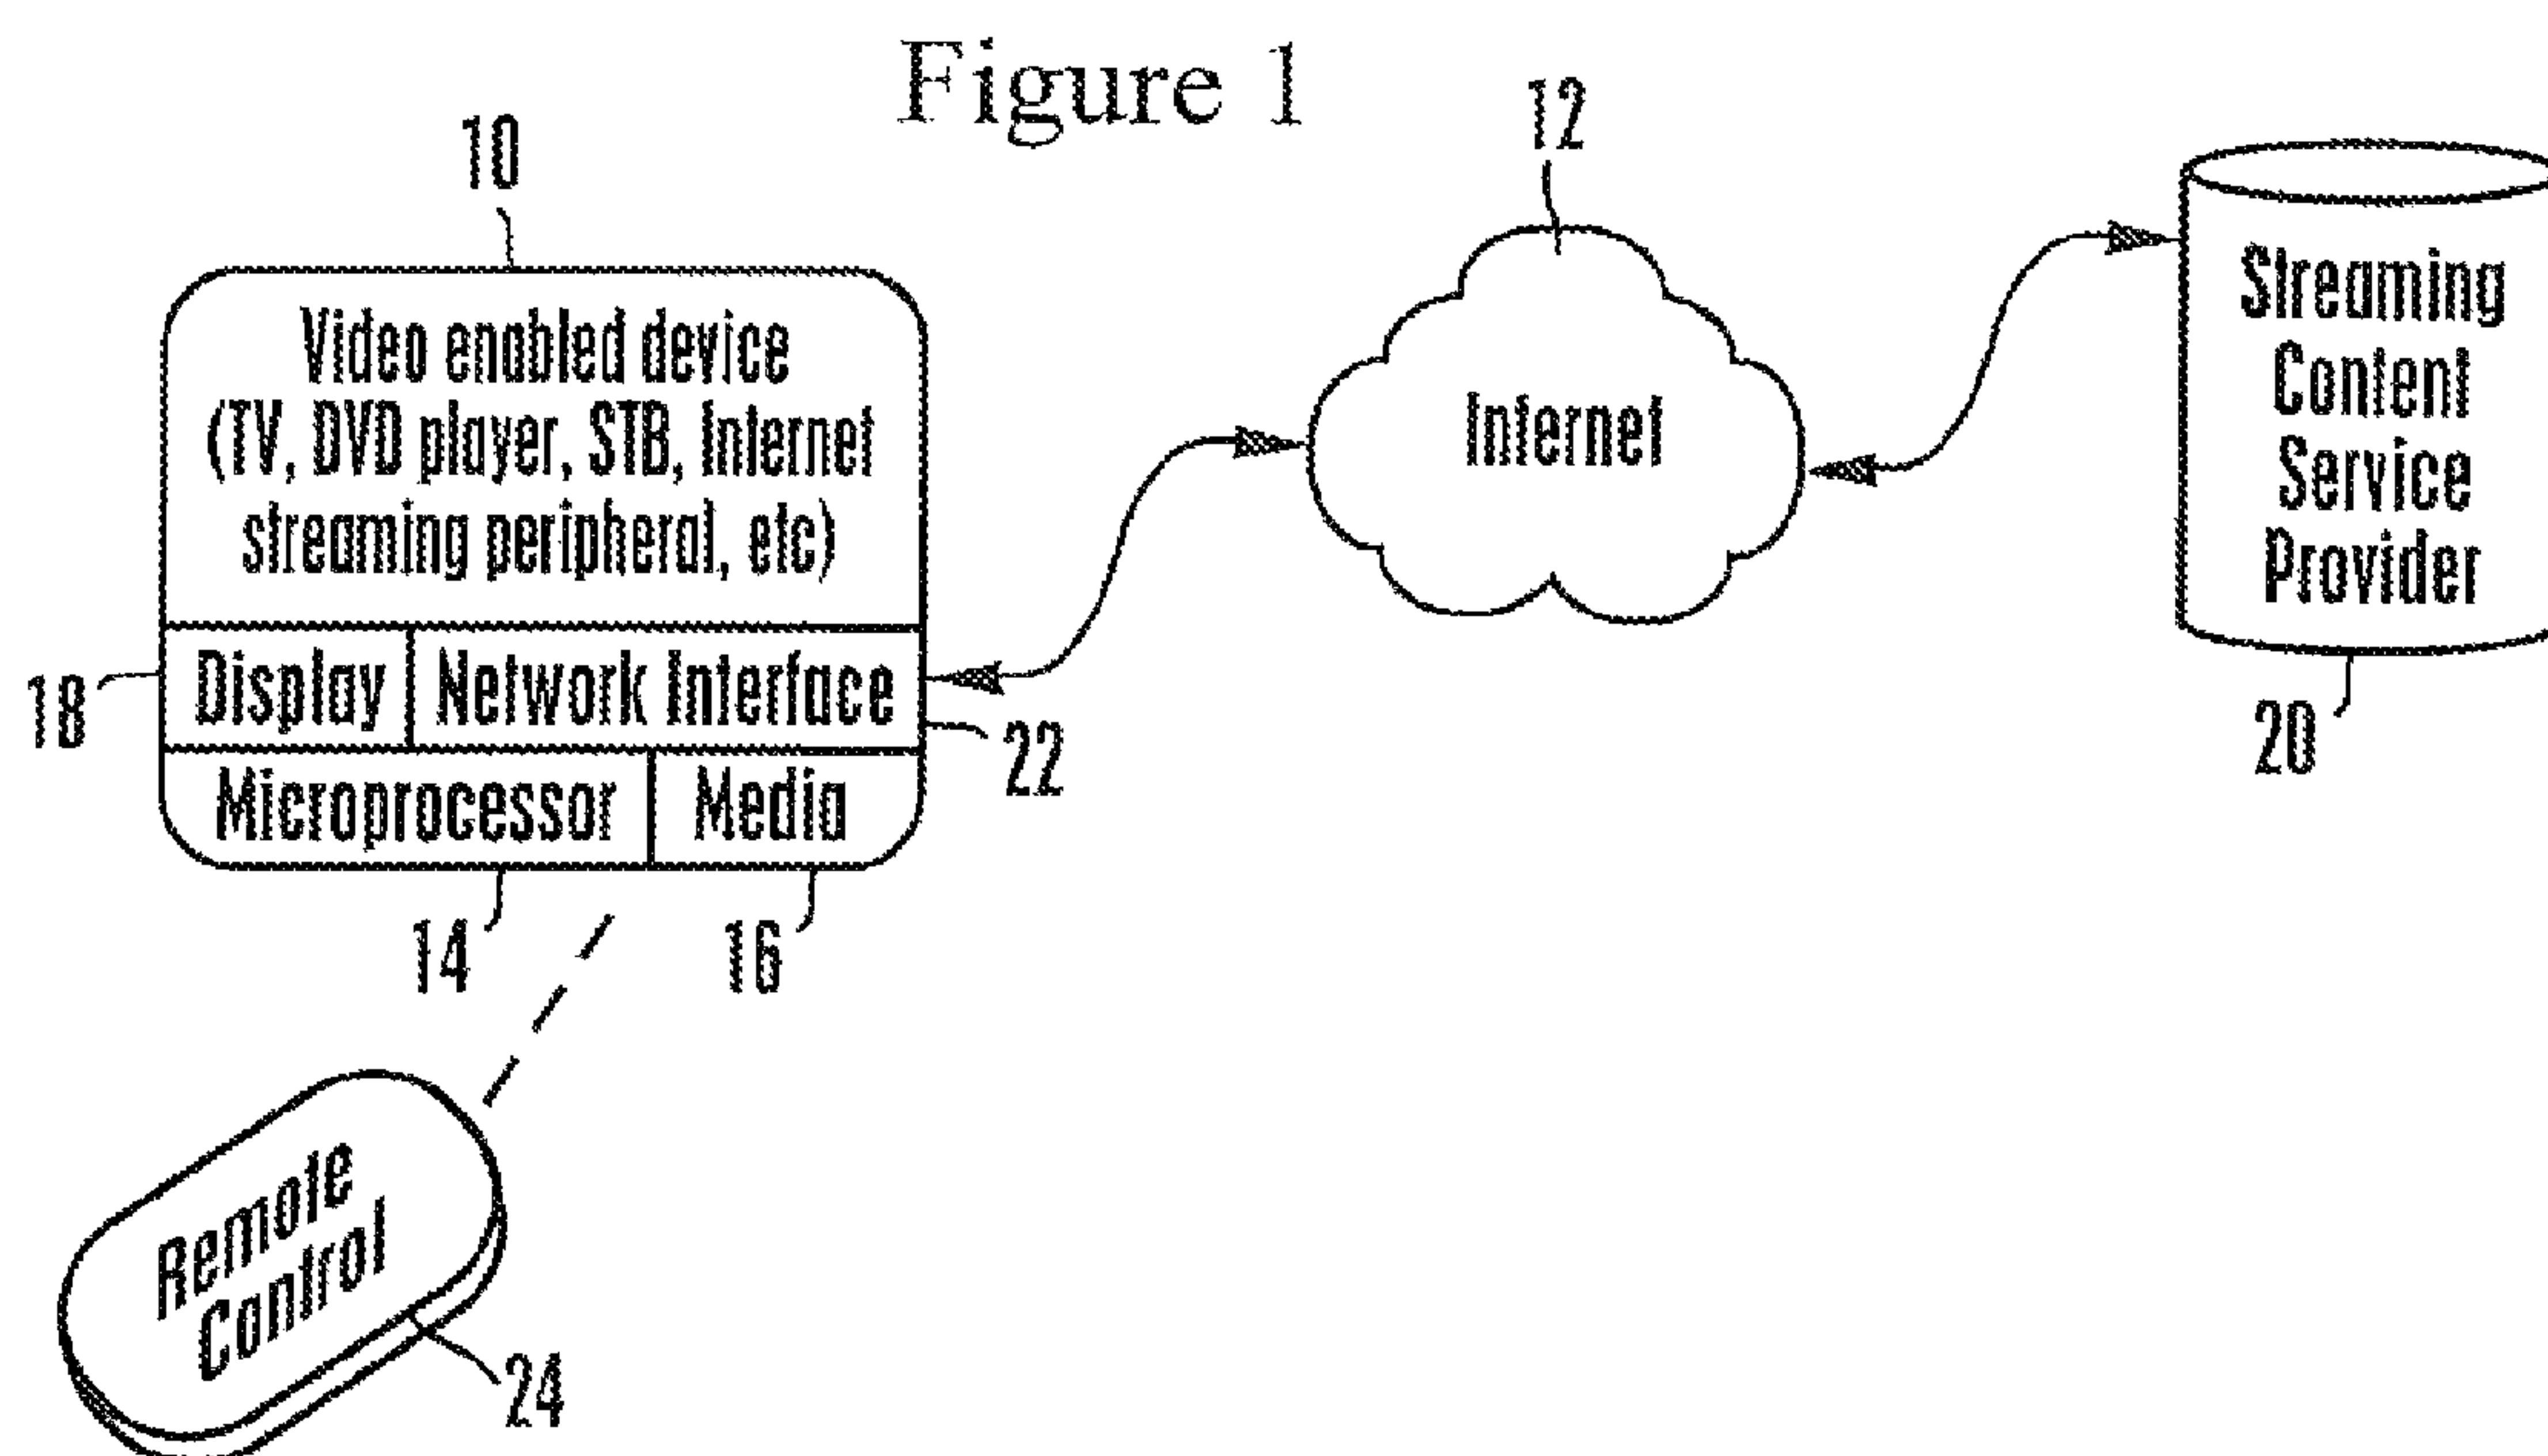 Figure 1
10
12
Video enabled device
(TV, DVD player, STB, Internet
streaming peripheral, etc)
Internet
Streaming
Content
Service
Provider
18
Display
Network Interface
22
20
Microprocessor
Media
14
16
Remote
Control
24